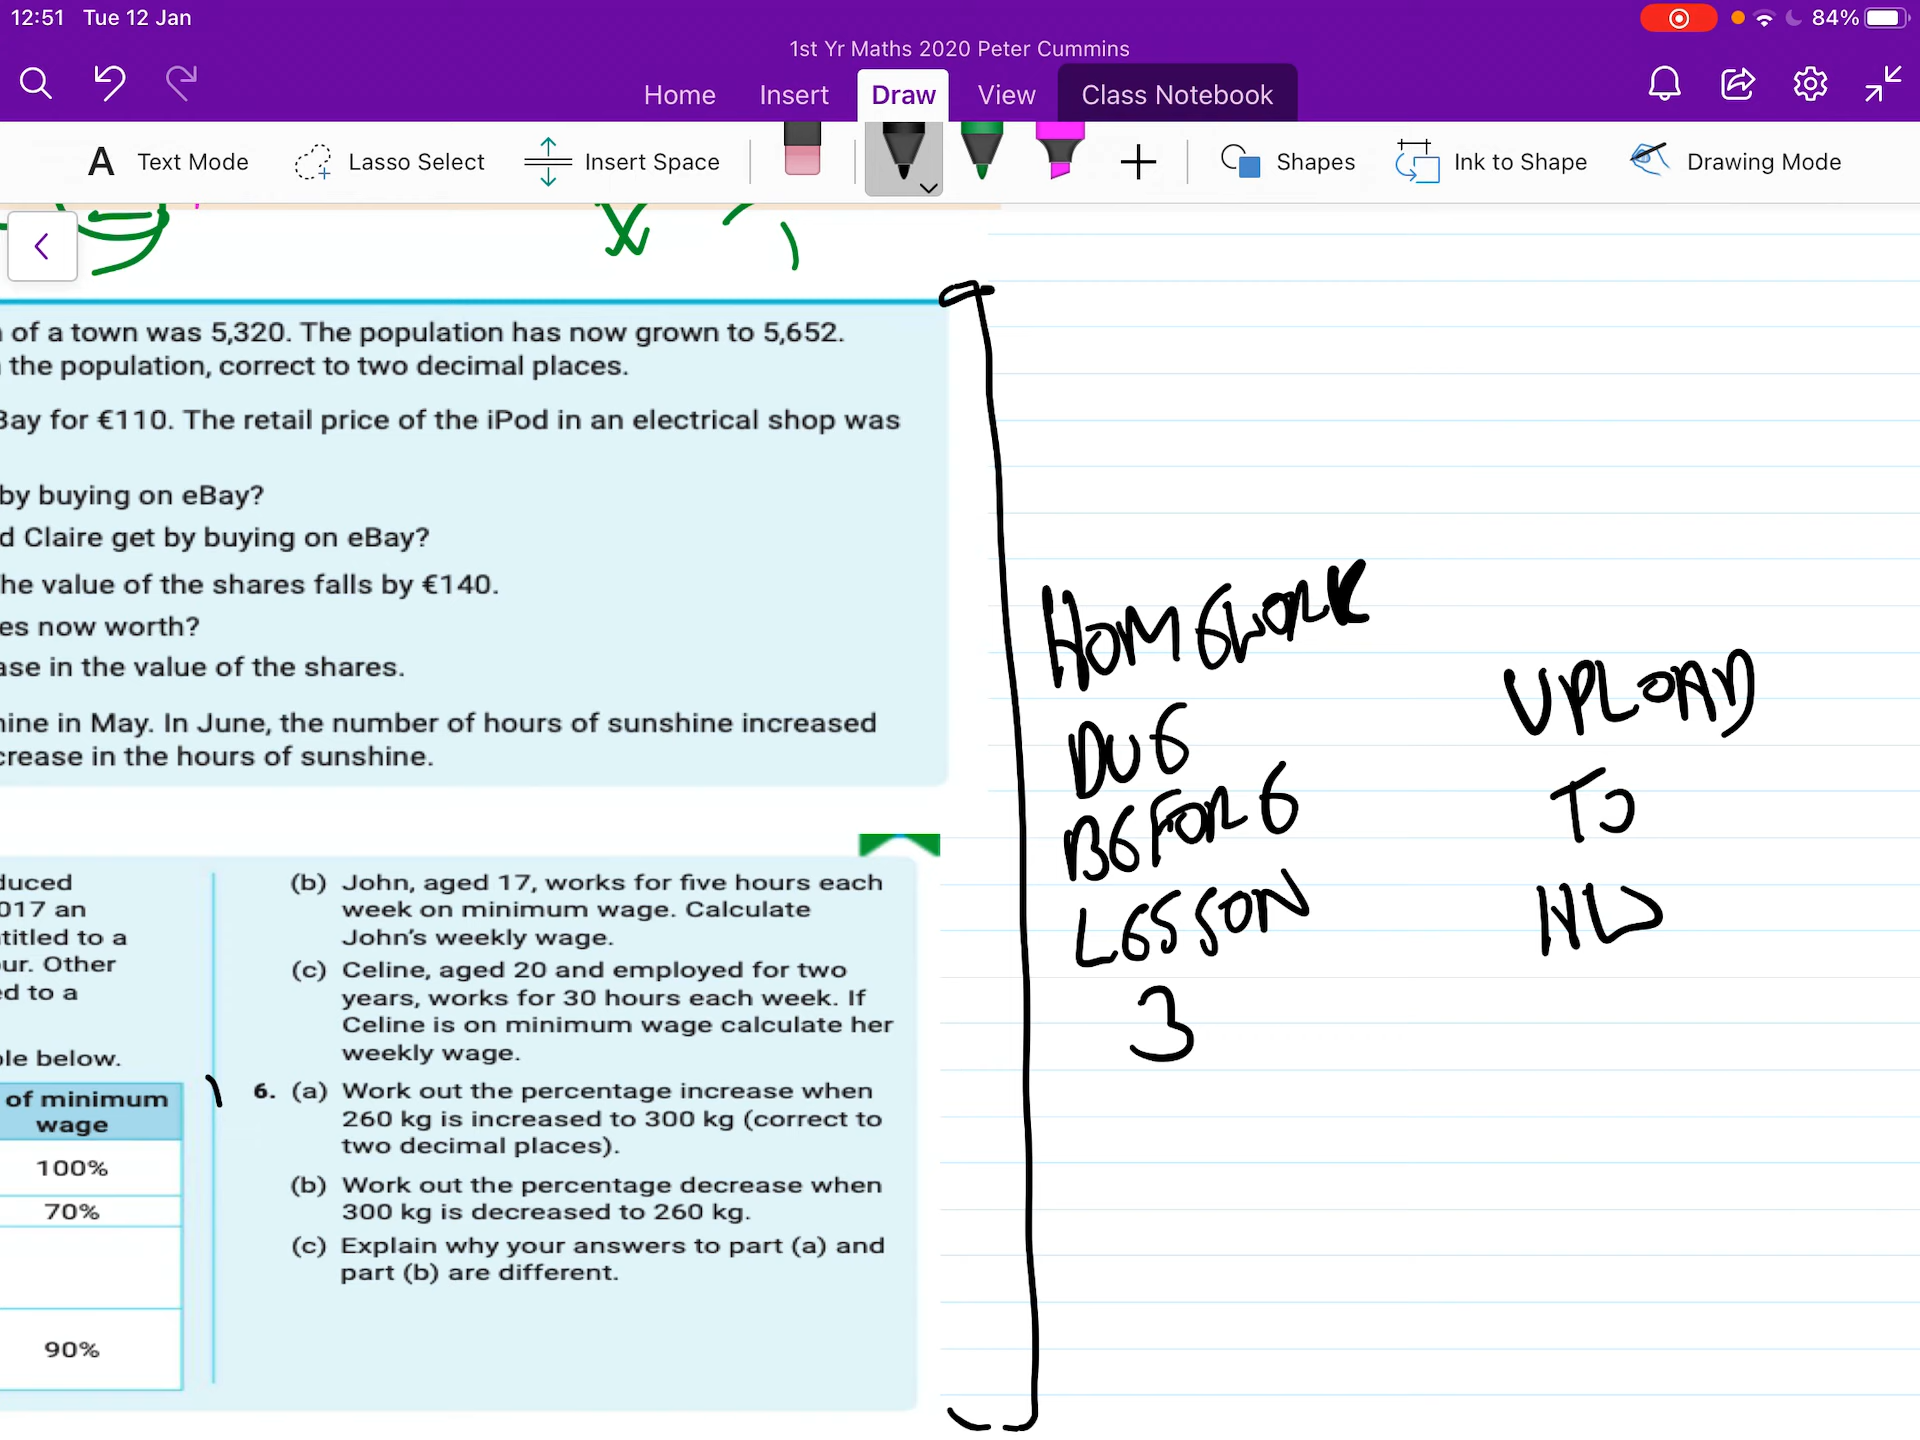 12:51 Tue 12 Jan
84%
1st Yr Maths 2020 Peter Cummins
Home Insert Draw View Class Notebook
A Text Mode Lasso Select Insert Space Shapes Ink to Shape Drawing Mode
of a town was 5,320. The population has now grown to 5,652.
the population, correct to two decimal places.
Bay for €110. The retail price of the iPod in an electrical shop was
by buying on eBay?
d Claire get by buying on eBay?
he value of the shares falls by €140.
es now worth?
ase in the value of the shares.
hine in May. In June, the number of hours of sunshine increased
crease in the hours of sunshine.
duced
017 an
titled to a
ur. Other
ed to a
ble below.
of minimum
wage
100%
70%
90%
(b) John, aged 17, works for five hours each
week on minimum wage. Calculate
John's weekly wage.
(c) Celine, aged 20 and employed for two
years, works for 30 hours each week. If
Celine is on minimum wage calculate her
weekly wage.
6. (a) Work out the percentage increase when
260 kg is increased to 300 kg (correct to
two decimal places).
(b) Work out the percentage decrease when
300 kg is decreased to 260 kg.
(c) Explain why your answers to part (a) and
part (b) are different.
HOMEWORK
DUE
BEFORE
LESSON
3
UPLOAD
TO